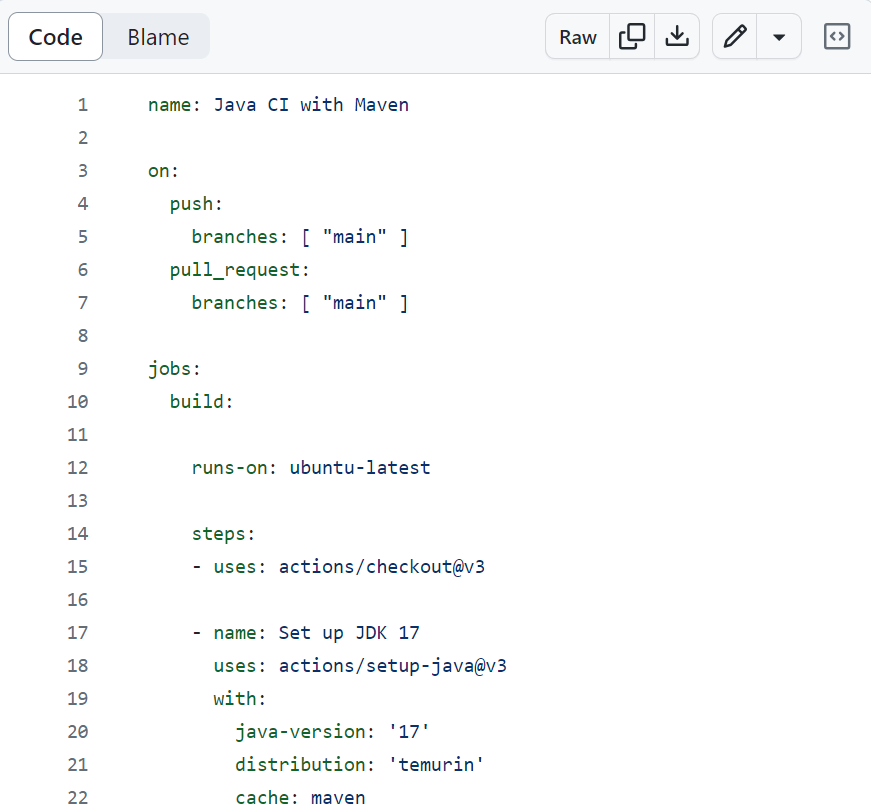 Code Blame Raw
1 name: Java CI with Maven
2
3 on:
4   push:
5     branches: [ "main" ]
6   pull_request:
7     branches: [ "main" ]
8
9 jobs:
10   build:
11
12     runs-on: ubuntu-latest
13
14     steps:
15     - uses: actions/checkout@v3
16
17     - name: Set up JDK 17
18       uses: actions/setup-java@v3
19       with:
20         java-version: '17'
21         distribution: 'temurin'
22         cache: maven